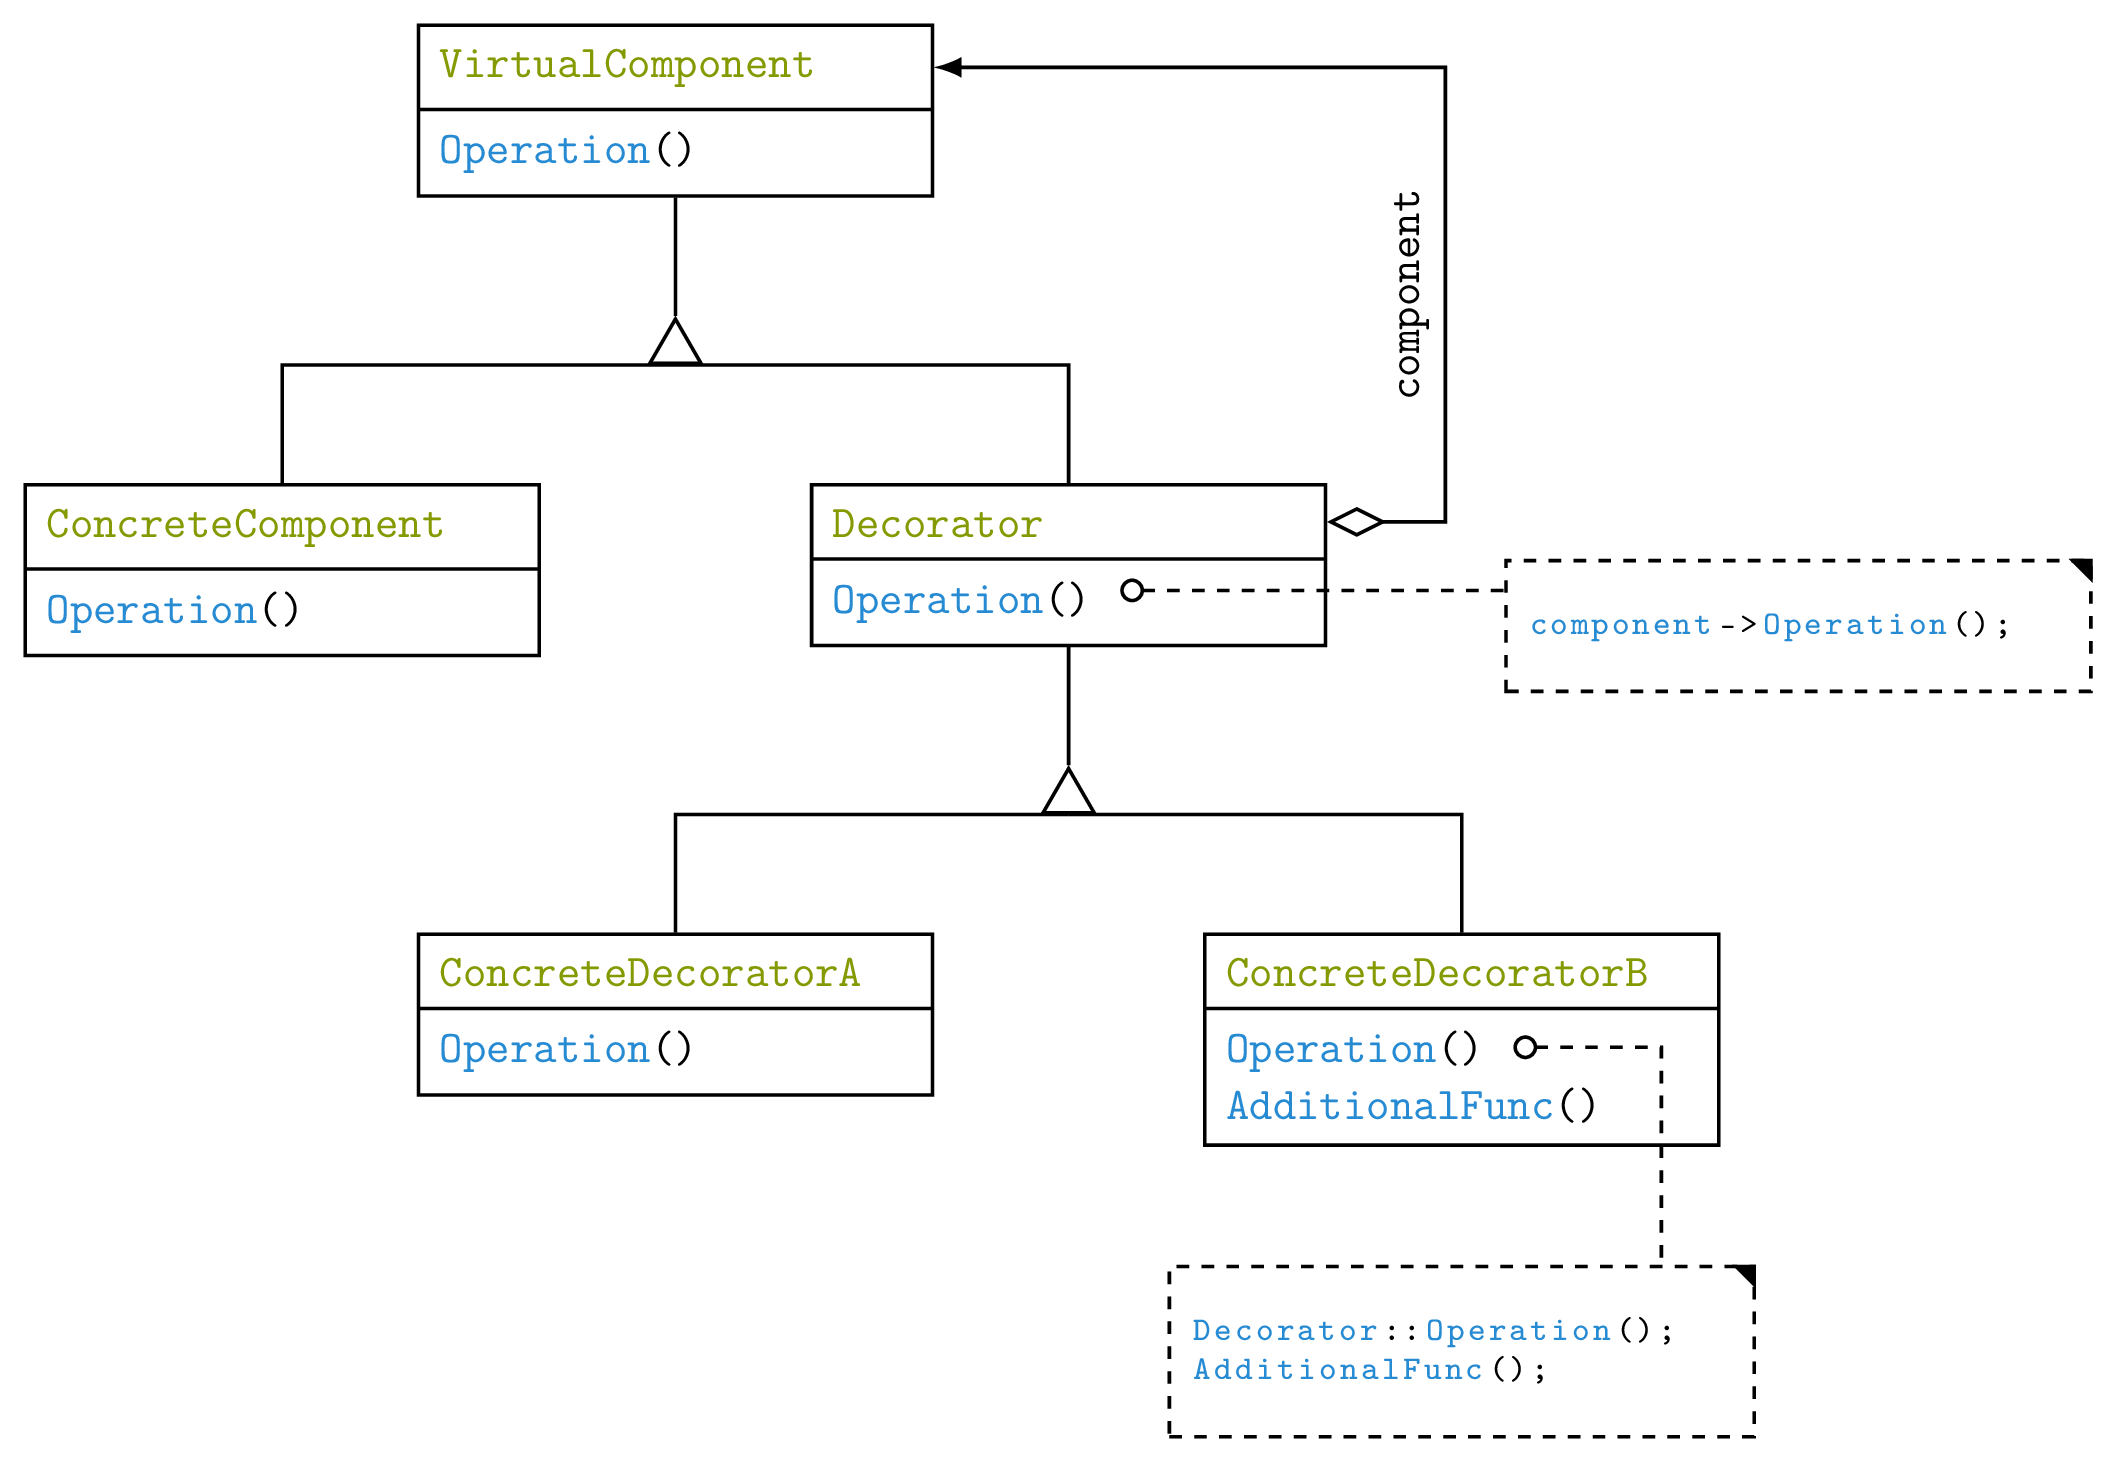 VirtualComponent
Operation()
component
ConcreteComponent
Operation()
Decorator
Operation()
component->Operation();
ConcreteDecoratorA
Operation()
ConcreteDecoratorB
Operation()
AdditionalFunc()
Decorator::Operation();
AdditionalFunc();